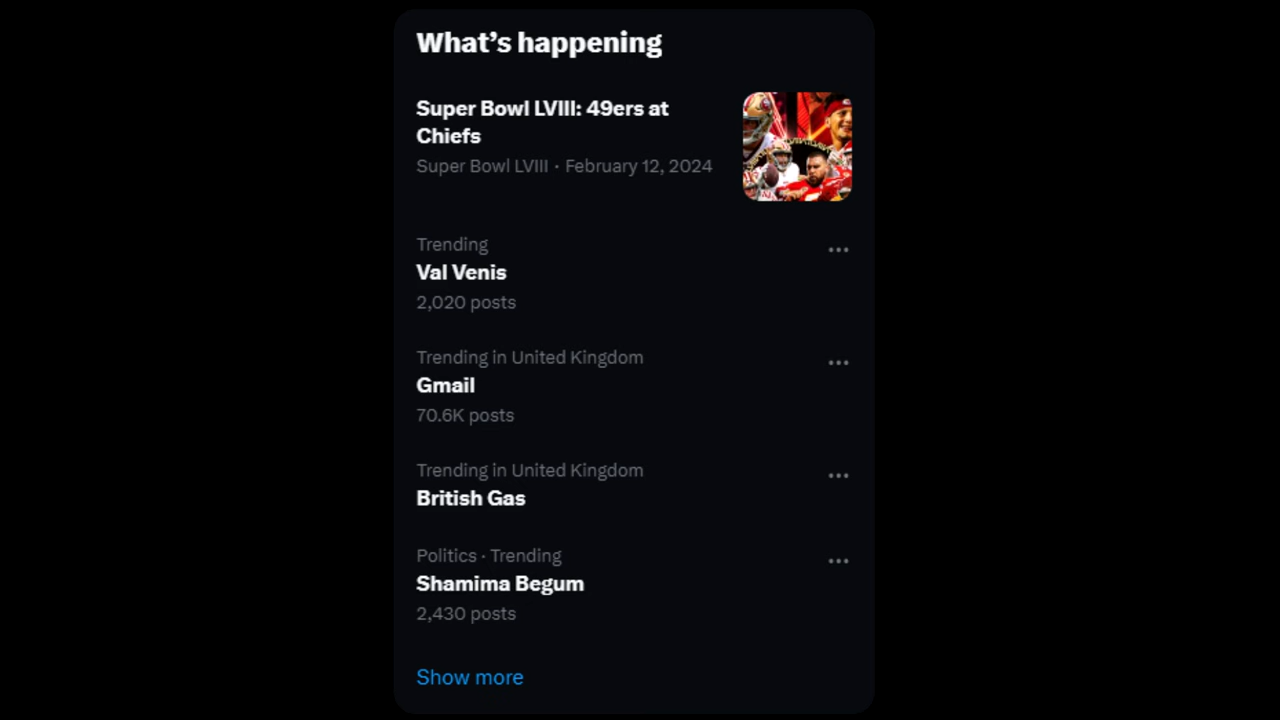 What’s happening
Super Bowl LVIII: 49ers at
Chiefs
Super Bowl LVIII · February 12, 2024
Trending
Val Venis
2,020 posts
Trending in United Kingdom
Gmail
70.6K posts
Trending in United Kingdom
British Gas
Politics · Trending
Shamima Begum
2,430 posts
Show more